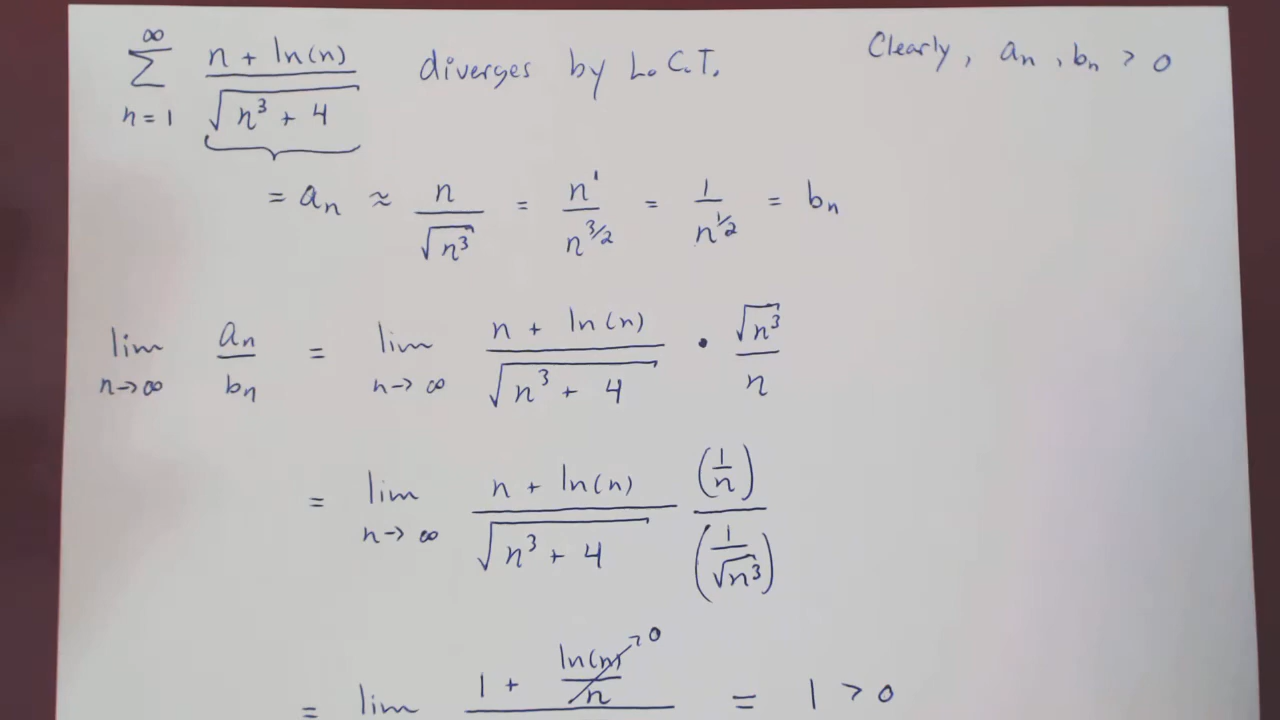 ∞
∑ n + ln(n) / √(n³ + 4) diverges by L.C.T. Clearly, aₙ, bₙ > 0
n = 1
= aₙ ≈ n / √n³ = n¹ / n^(3/2) = 1 / n^(1/2) = bₙ
lim n→∞ aₙ / bₙ = lim n→∞ n + ln(n) / √(n³ + 4) · √n³ / n
= lim n→∞ n + ln(n) / √(n³ + 4) (1/n) / (1/√n³)
= lim 1 + ln(n)/n → 0 = 1 > 0